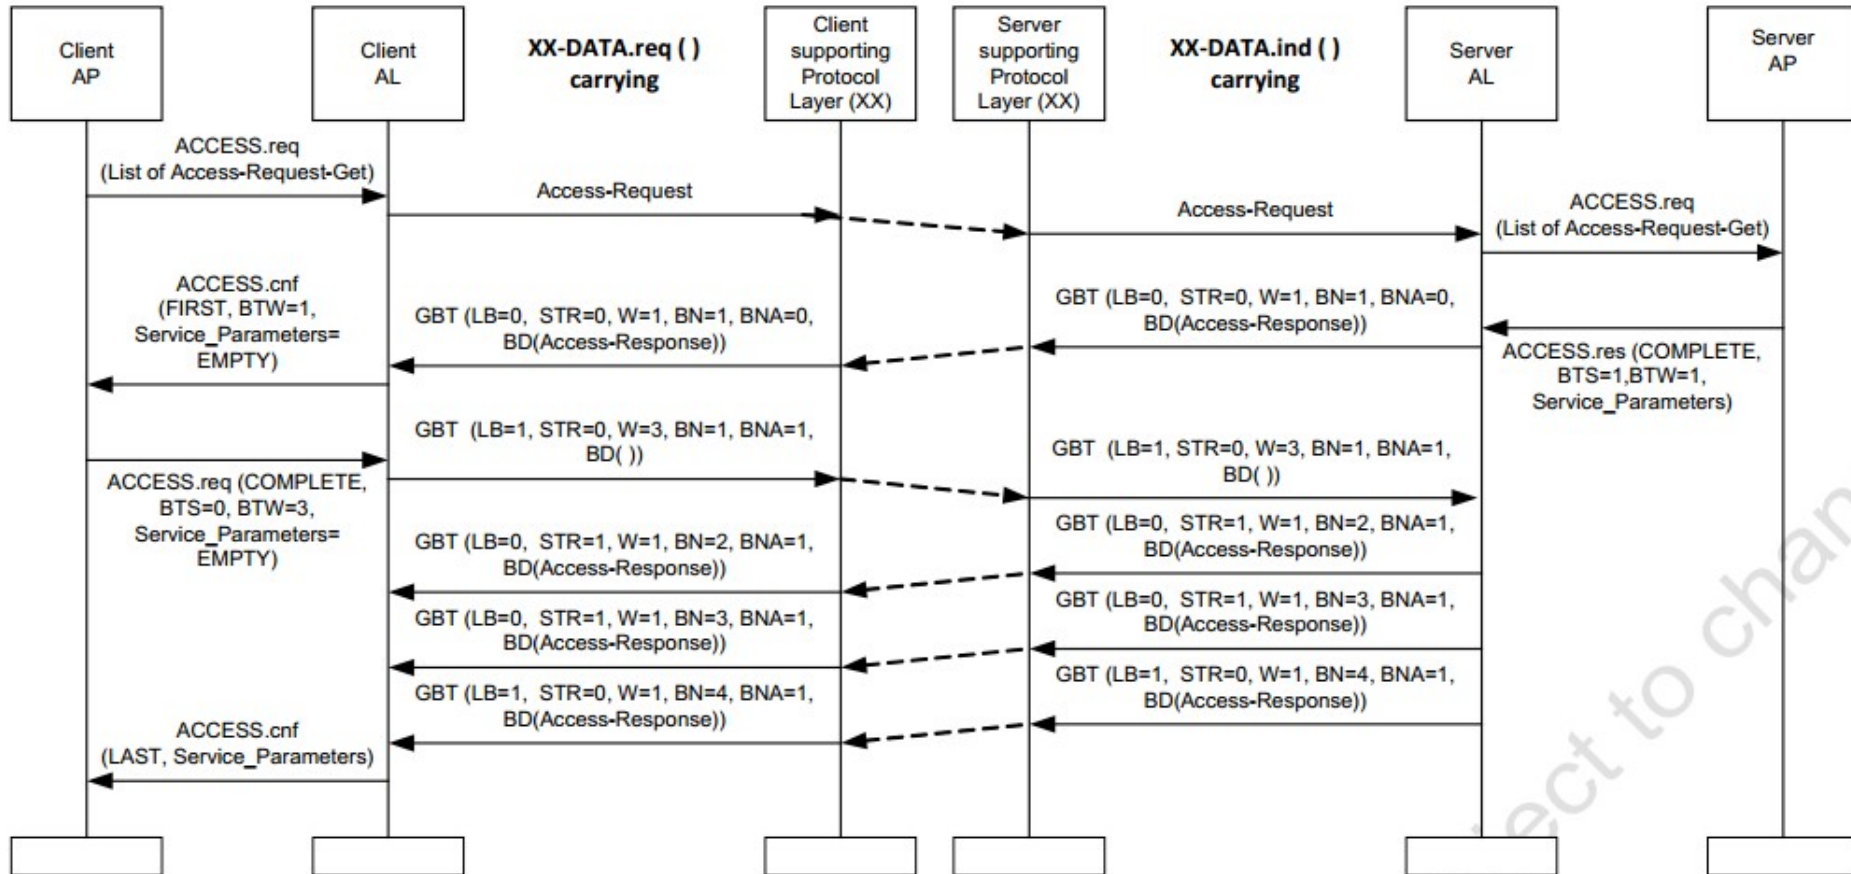 Client
AP
Client
AL
XX-DATA.req ( )
carrying
Client
supporting
Protocol
Layer (XX)
Server
supporting
Protocol
Layer (XX)
XX-DATA.ind ( )
carrying
Server
AL
Server
AP
ACCESS.req
(List of Access-Request-Get)
Access-Request
Access-Request
ACCESS.req
(List of Access-Request-Get)
ACCESS.cnf
(FIRST, BTW=1,
Service_Parameters=
EMPTY)
GBT (LB=0, STR=0, W=1, BN=1, BNA=0,
BD(Access-Response))
GBT (LB=0, STR=0, W=1, BN=1, BNA=0,
BD(Access-Response))
ACCESS.res (COMPLETE,
BTS=1,BTW=1,
Service_Parameters)
GBT (LB=1, STR=0, W=3, BN=1, BNA=1,
BD( ))
GBT (LB=1, STR=0, W=3, BN=1, BNA=1,
BD( ))
ACCESS.req (COMPLETE,
BTS=0, BTW=3,
Service_Parameters=
EMPTY)
GBT (LB=0, STR=1, W=1, BN=2, BNA=1,
BD(Access-Response))
GBT (LB=0, STR=1, W=1, BN=2, BNA=1,
BD(Access-Response))
GBT (LB=0, STR=1, W=1, BN=3, BNA=1,
BD(Access-Response))
GBT (LB=0, STR=1, W=1, BN=3, BNA=1,
BD(Access-Response))
GBT (LB=1, STR=0, W=1, BN=4, BNA=1,
BD(Access-Response))
GBT (LB=1, STR=0, W=1, BN=4, BNA=1,
BD(Access-Response))
ACCESS.cnf
(LAST, Service_Parameters)
ject to chan